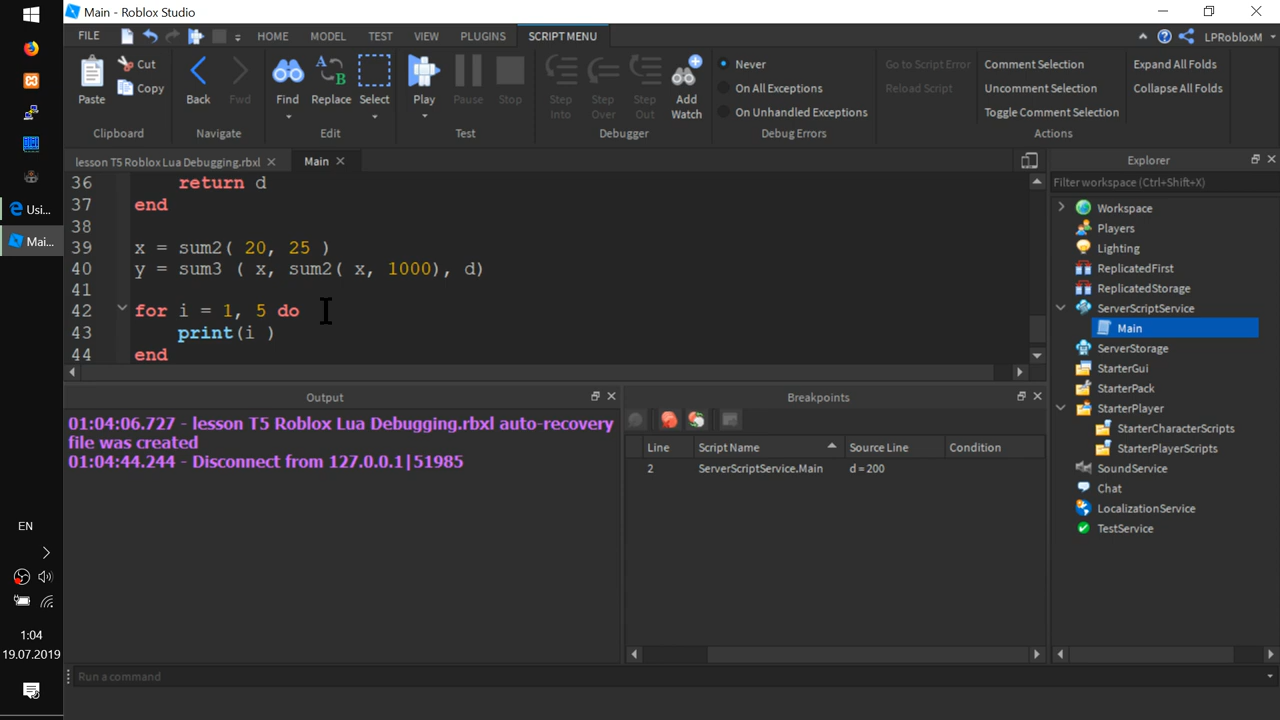 Main - Roblox Studio
FILE HOME MODEL TEST VIEW PLUGINS SCRIPT MENU LPRobloxM
Paste Cut Copy Back Fwd Find Replace Select Play Pause Stop Step Into Step Over Step Out Add Watch
Never
On All Exceptions
On Unhandled Exceptions
Go to Script Error
Reload Script
Comment Selection
Uncomment Selection
Toggle Comment Selection
Expand All Folds
Collapse All Folds
Clipboard Navigate Edit Test Debugger Debug Errors Actions
lesson T5 Roblox Lua Debugging.rbxl Main
36 return d
37 end
38
39 x = sum2( 20, 25 )
40 y = sum3 ( x, sum2( x, 1000), d)
41
42 for i = 1, 5 do
43 print(i )
44 end
Output
01:04:06.727 - lesson T5 Roblox Lua Debugging.rbxl auto-recovery
file was created
01:04:44.244 - Disconnect from 127.0.0.1|51985
Breakpoints
Line Script Name Source Line Condition
2 ServerScriptService.Main d = 200
Explorer
Filter workspace (Ctrl+Shift+X)
Workspace
Players
Lighting
ReplicatedFirst
ReplicatedStorage
ServerScriptService
Main
ServerStorage
StarterGui
StarterPack
StarterPlayer
StarterCharacterScripts
StarterPlayerScripts
SoundService
Chat
LocalizationService
TestService
Run a command
Usi...
Mai...
EN
1:04
19.07.2019